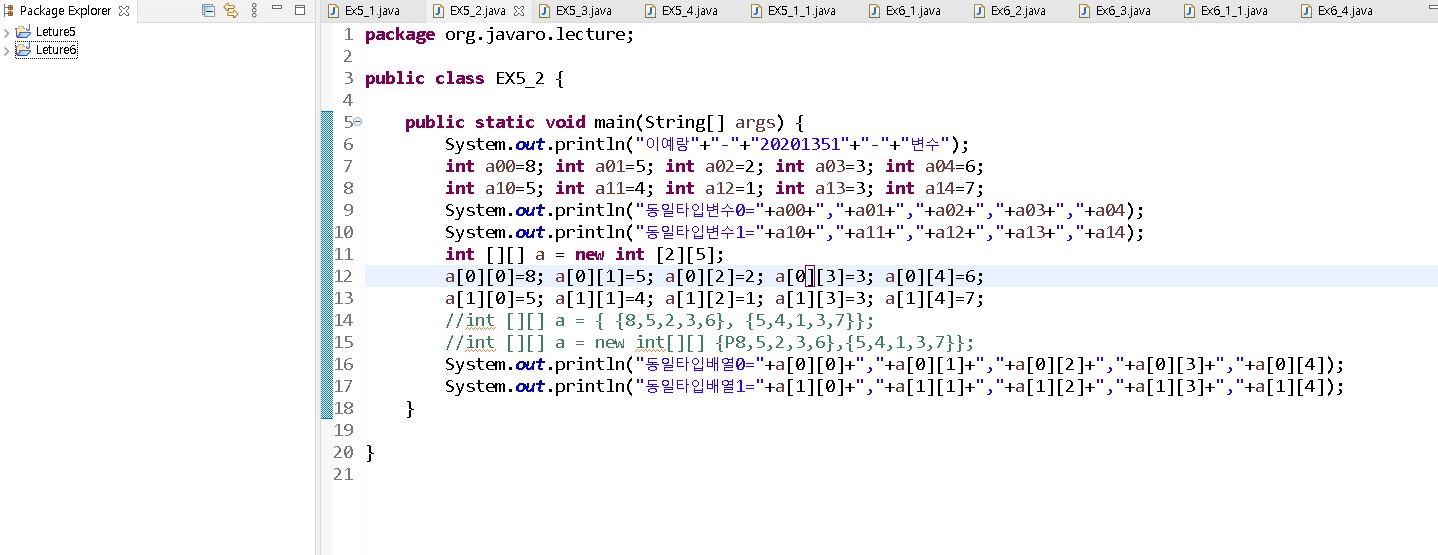 Package Explorer
Leture5
Leture6
Ex5_1.java EX5_2.java EX5_3.java EX5_4.java EX5_1_1.java Ex6_1.java Ex6_2.java Ex6_3.java Ex6_1_1.java Ex6_4.java
1 package org.javaro.lecture;
2
3 public class EX5_2 {
4
5 public static void main(String[] args) {
6 System.out.println("이예랑"+"-"+"20201351"+"-"+"변수");
7 int a00=8; int a01=5; int a02=2; int a03=3; int a04=6;
8 int a10=5; int a11=4; int a12=1; int a13=3; int a14=7;
9 System.out.println("동일타입변수0="+a00+","+a01+","+a02+","+a03+","+a04);
10 System.out.println("동일타입변수1="+a10+","+a11+","+a12+","+a13+","+a14);
11 int [][] a = new int [2][5];
12 a[0][0]=8; a[0][1]=5; a[0][2]=2; a[0][3]=3; a[0][4]=6;
13 a[1][0]=5; a[1][1]=4; a[1][2]=1; a[1][3]=3; a[1][4]=7;
14 //int [][] a = { {8,5,2,3,6}, {5,4,1,3,7}};
15 //int [][] a = new int[][] {P8,5,2,3,6},{5,4,1,3,7}};
16 System.out.println("동일타입배열0="+a[0][0]+","+a[0][1]+","+a[0][2]+","+a[0][3]+","+a[0][4]);
17 System.out.println("동일타입배열1="+a[1][0]+","+a[1][1]+","+a[1][2]+","+a[1][3]+","+a[1][4]);
18 }
19
20 }
21